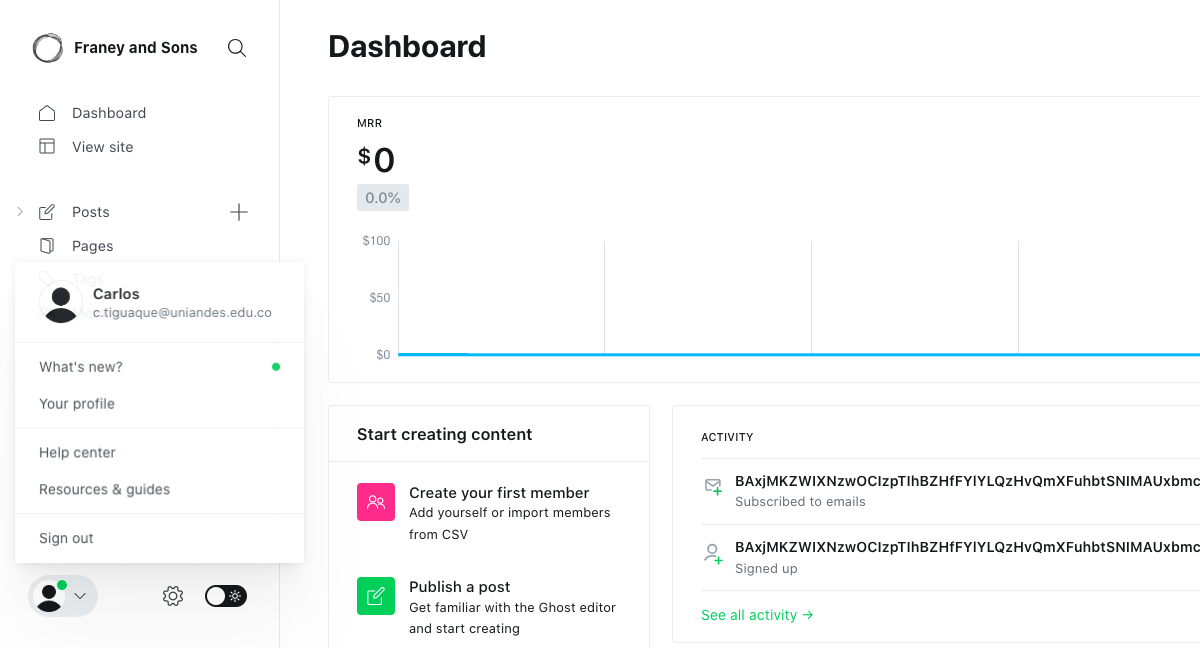 Franey and Sons
Dashboard
View site
Posts
Pages
Tags
Carlos
c.tiguaque@uniandes.edu.co
What's new?
Your profile
Help center
Resources & guides
Sign out
Dashboard
MRR
$0
0.0%
$100
$50
$0
Start creating content
Create your first member
Add yourself or import members
from CSV
Publish a post
Get familiar with the Ghost editor
and start creating
ACTIVITY
Subscribed to emails
Signed up
See all activity →